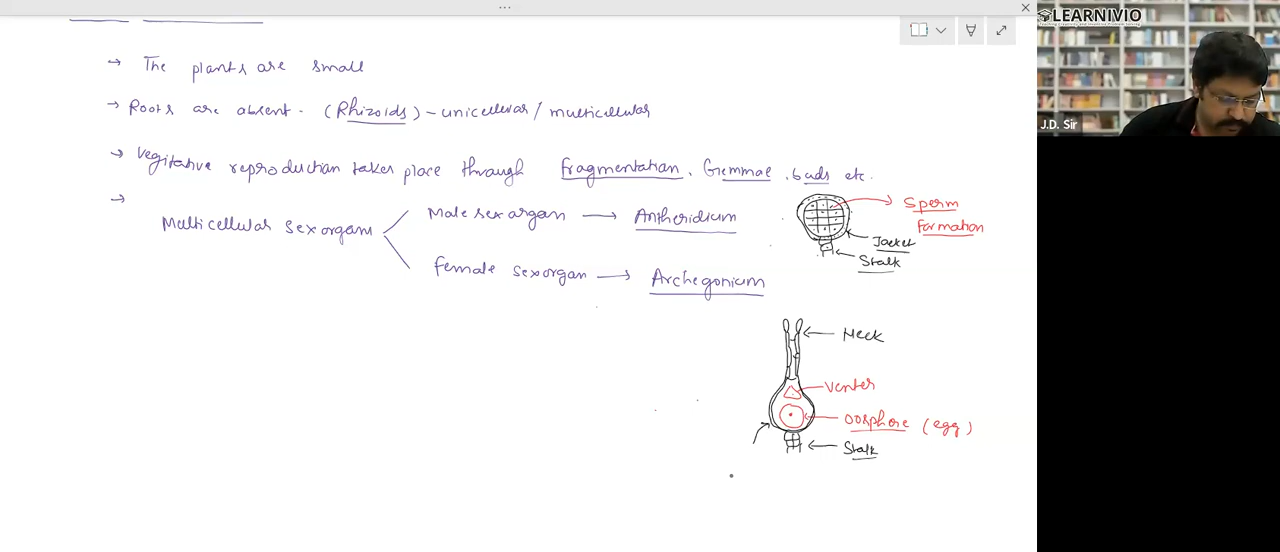 LEARNIVIO
→ The plants are small
→ Roots are absent - (Rhizoids) - unicellular / multicellular
→ Vegitative reproduction takes place through fragmentation, Gemmae, buds etc.
→ Multicellular sex organ
Male sex organ → Antheridium
Female sex organ → Archegonium
Sperm
formation
Jacket
Stalk
Neck
Venter
oosphore (egg)
Stalk
J.D. Sir